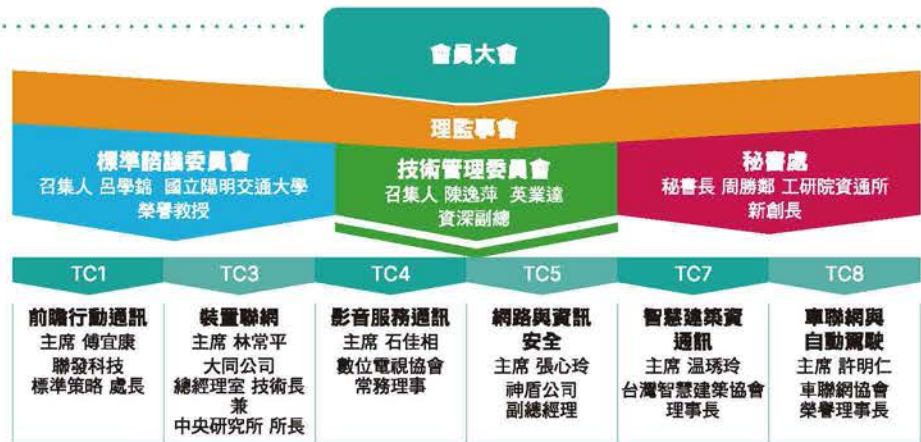 會員大會
理監事會
標準諮議委員會
召集人 呂學錦 國立陽明交通大學
榮譽教授
技術管理委員會
召集人 陳逸萍 英業達
資深副總
秘書處
秘書長 周勝鄰 工研院資通所
新創長
TC1
前瞻行動通訊
主席 傅宜康
聯發科技
標準策略 處長
TC3
裝置聯網
主席 林常平
大同公司
總經理室 技術長
兼
中央研究所 所長
TC4
影音服務通訊
主席 石佳相
數位電視協會
常務理事
TC5
網路與資訊
安全
主席 張心玲
神盾公司
副總經理
TC7
智慧建築資
通訊
主席 温琇玲
台灣智慧建築協會
理事長
TC8
車聯網與
自動駕駛
主席 許明仁
車聯網協會
榮譽理事長